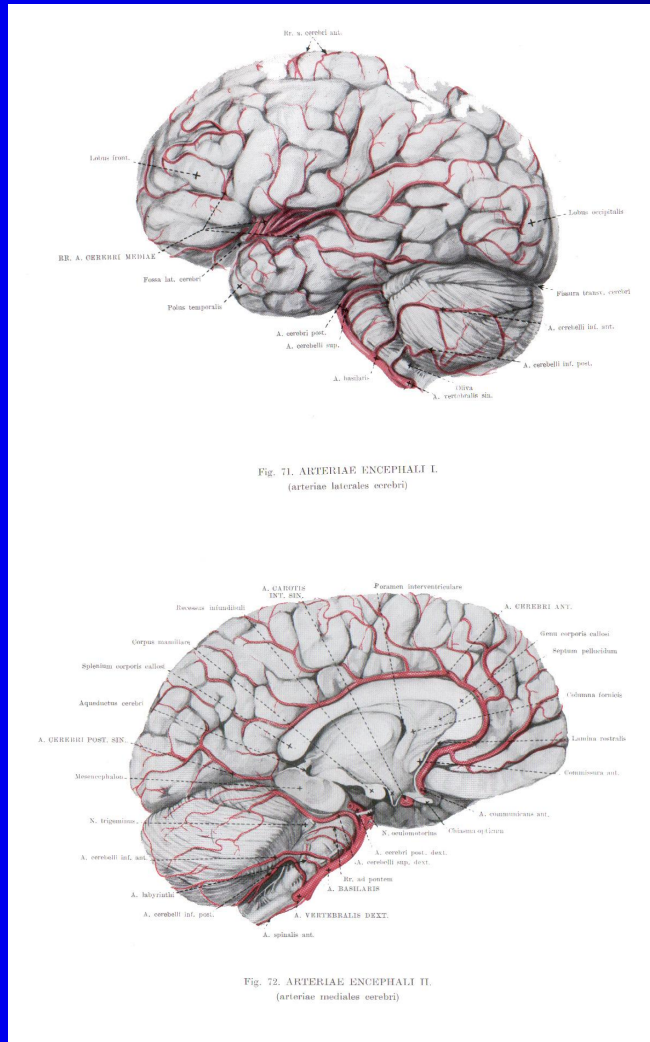 Rr. a. cerebri ant.
Lobus front.
Lobus occipitalis
RR. A. CEREBRI MEDIAE
Fossa lat. cerebri
Polus temporalis
Fissura transv. cerebri
A. cerebri post.
A. cerebelli sup.
A. cerebelli inf. ant.
A. basilaris
A. cerebelli inf. post.
Oliva
A. vertebralis sin.
Fig. 71. ARTERIAE ENCEPHALI I.
(arteriae laterales cerebri)
A. CAROTIS
INT. SIN.
Foramen interventriculare
Recessus infundibuli
A. CEREBRI ANT.
Corpus mamillare
Genu corporis callosi
Septum pellucidum
Splenium corporis callosi
Aquaeductus cerebri
Columna fornicis
A. CEREBRI POST. SIN.
Lamina rostralis
Mesencephalon
Commissura ant.
A. communicans ant.
N. trigeminus
N. oculomotorius
Chiasma opticum
A. cerebelli inf. ant.
A. cerebri post. dext.
A. cerebelli sup. dext.
Rr. ad pontem
A. labyrinthi
A. BASILARIS
A. cerebelli inf. post.
A. VERTEBRALIS DEXT.
A. spinalis ant.
Fig. 72. ARTERIAE ENCEPHALI II.
(arteriae mediales cerebri)